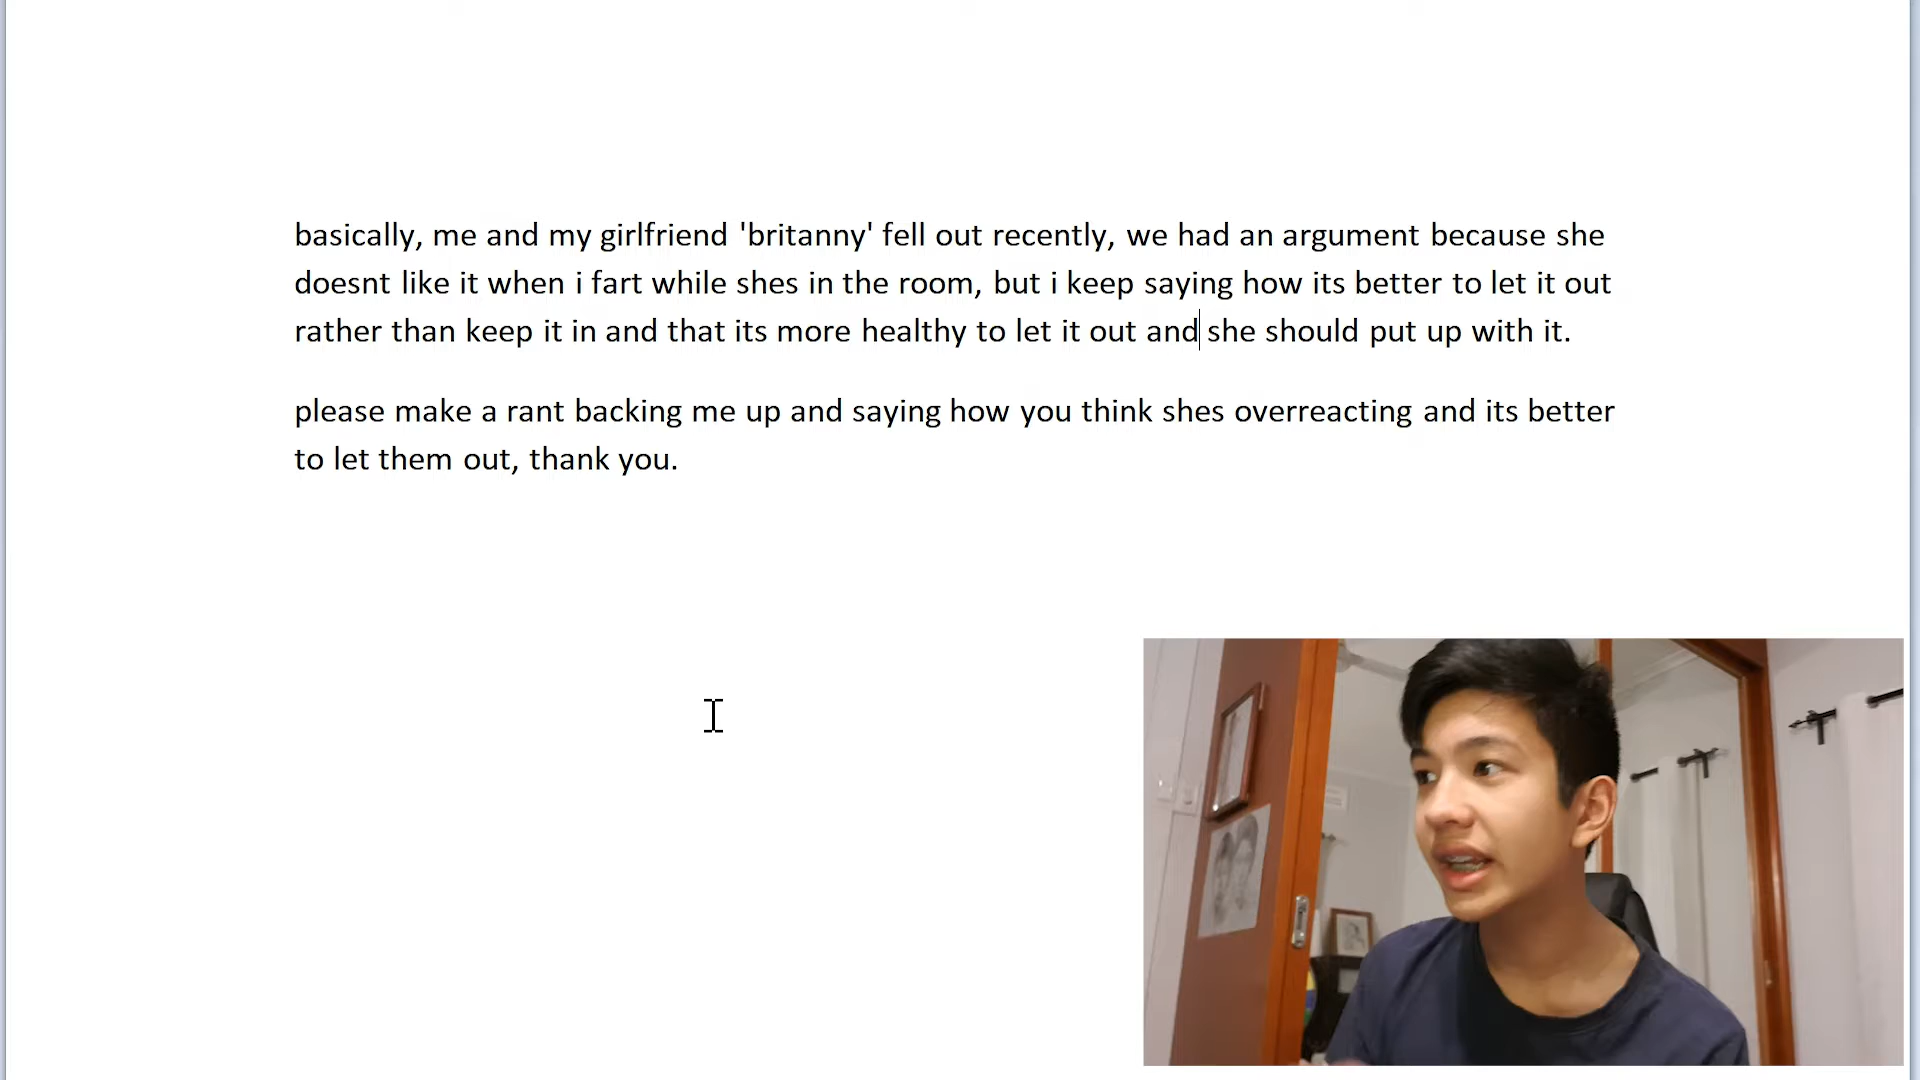 basically, me and my girlfriend 'britanny' fell out recently, we had an argument because she
doesnt like it when i fart while shes in the room, but i keep saying how its better to let it out
rather than keep it in and that its more healthy to let it out and she should put up with it.
please make a rant backing me up and saying how you think shes overreacting and its better
to let them out, thank you.